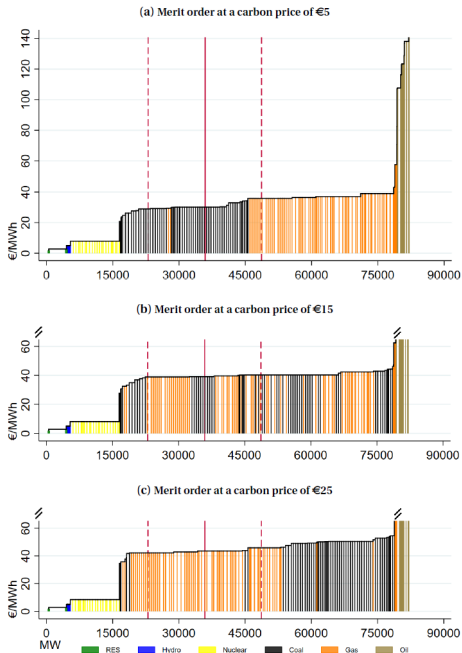 (a) Merit order at a carbon price of €5
140
120
100
80
60
40
20
0
€/MWh
0 15000 30000 45000 60000 75000 90000
(b) Merit order at a carbon price of €15
60
40
20
0
€/MWh
0 15000 30000 45000 60000 75000 90000
(c) Merit order at a carbon price of €25
60
40
20
0
€/MWh
0 15000 30000 45000 60000 75000 90000
MW
RES Hydro Nuclear Coal Gas Oil